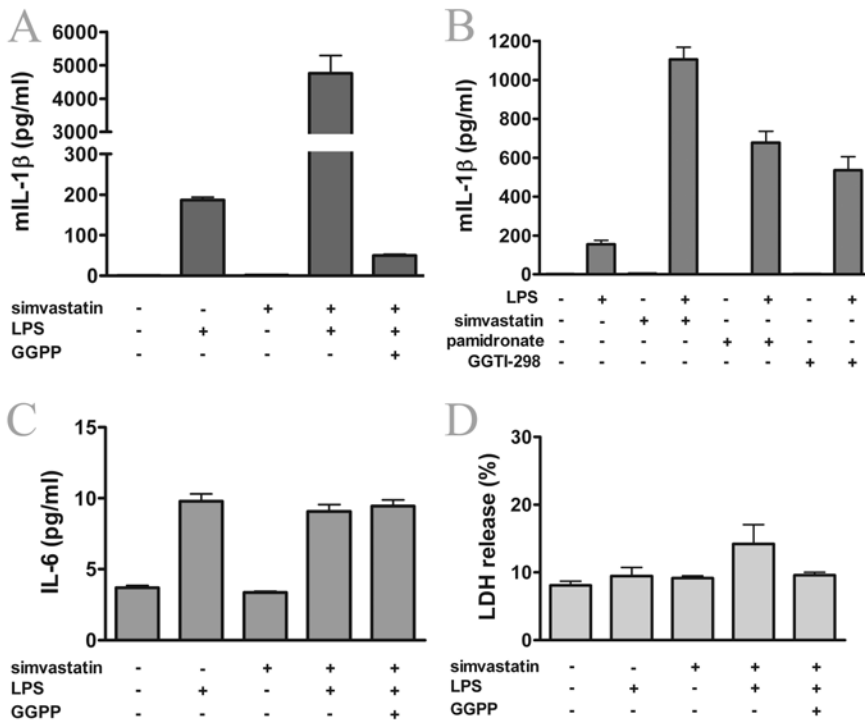 A
mIL-1β (pg/ml)
6000
5000
4000
3000
300
200
100
0
simvastatin - - + + +
LPS - + - + +
GGPP - - - - +
B
mIL-1β (pg/ml)
1200
1000
800
600
400
200
0
LPS - + - + - + - +
simvastatin - - + + - - - -
pamidronate - - - - + + - -
GGTI-298 - - - - - - + +
C
IL-6 (pg/ml)
15
10
5
0
simvastatin - - + + +
LPS - + - + +
GGPP - - - - +
D
LDH release (%)
30
20
10
0
simvastatin - - + + +
LPS - + - + +
GGPP - - - - +